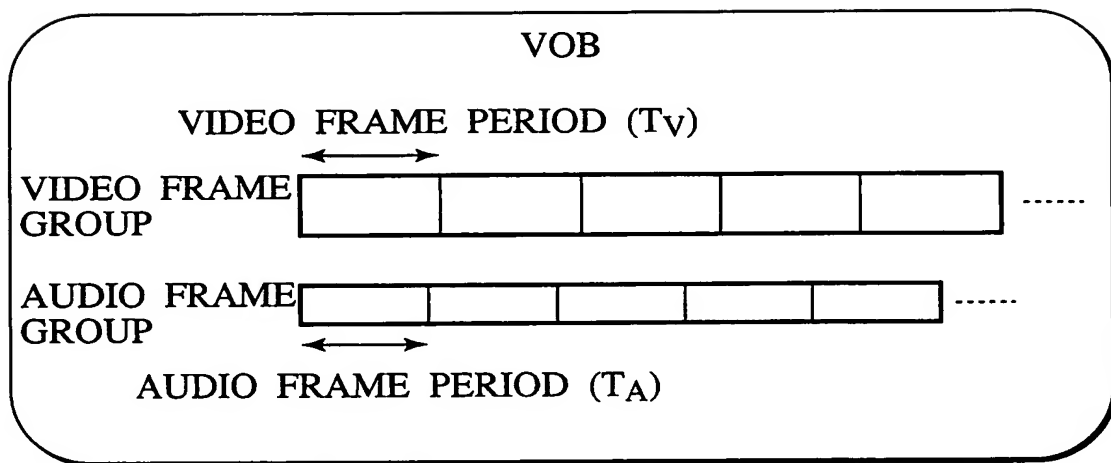 VOB
VIDEO FRAME PERIOD (TV)
VIDEO FRAME
GROUP
AUDIO FRAME
GROUP
AUDIO FRAME PERIOD (TA)